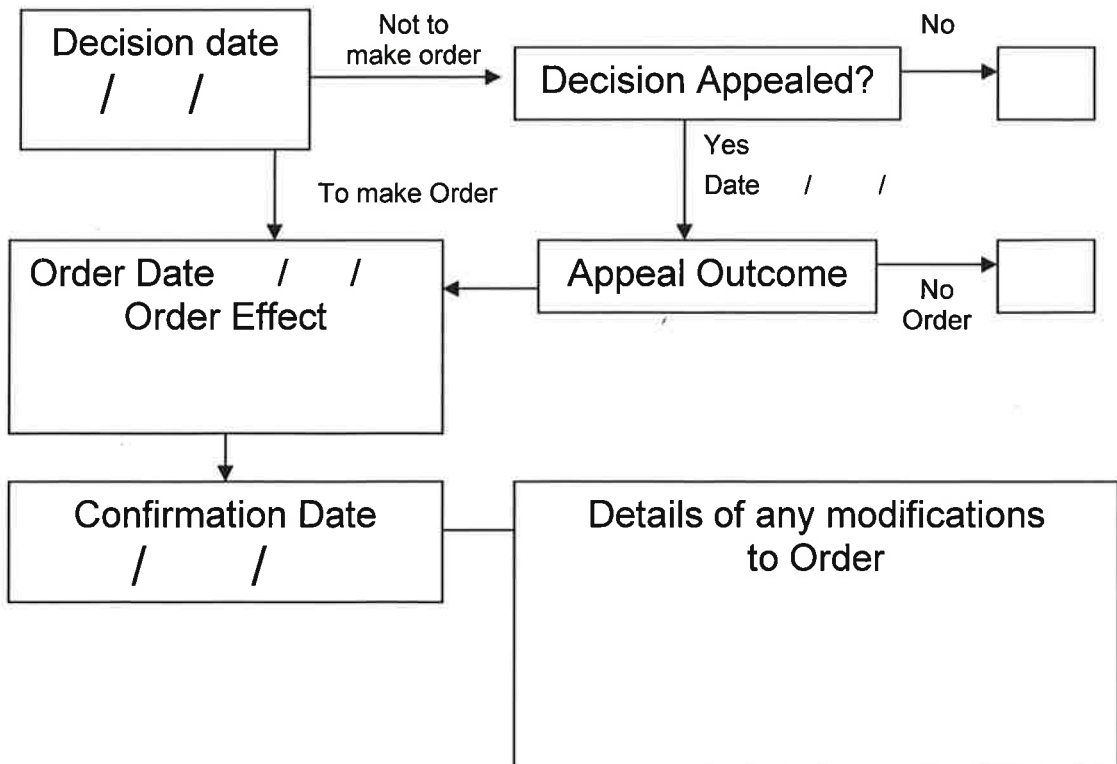 Decision date
/ /
Not to
make order
Decision Appealed?
No
Yes
Date / /
To make Order
Order Date / /
Order Effect
Appeal Outcome
No
Order
Confirmation Date
/ /
Details of any modifications
to Order